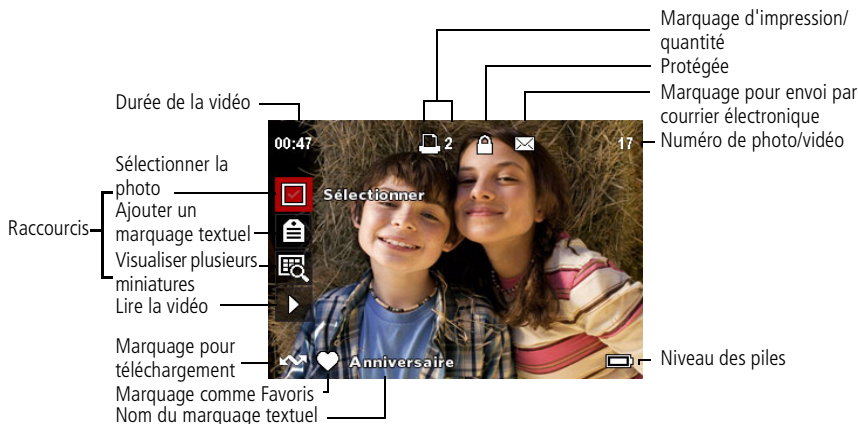 Marquage d'impression/
quantité
Protégée
Marquage pour envoi par
courrier électronique
Numéro de photo/vidéo
Durée de la vidéo
00:47
2
17
Sélectionner la
photo
Sélectionner
Raccourcis
Ajouter un
marquage textuel
Visualiser plusieurs
miniatures
Lire la vidéo
Marquage pour
téléchargement
Anniversaire
Niveau des piles
Marquage comme Favoris
Nom du marquage textuel